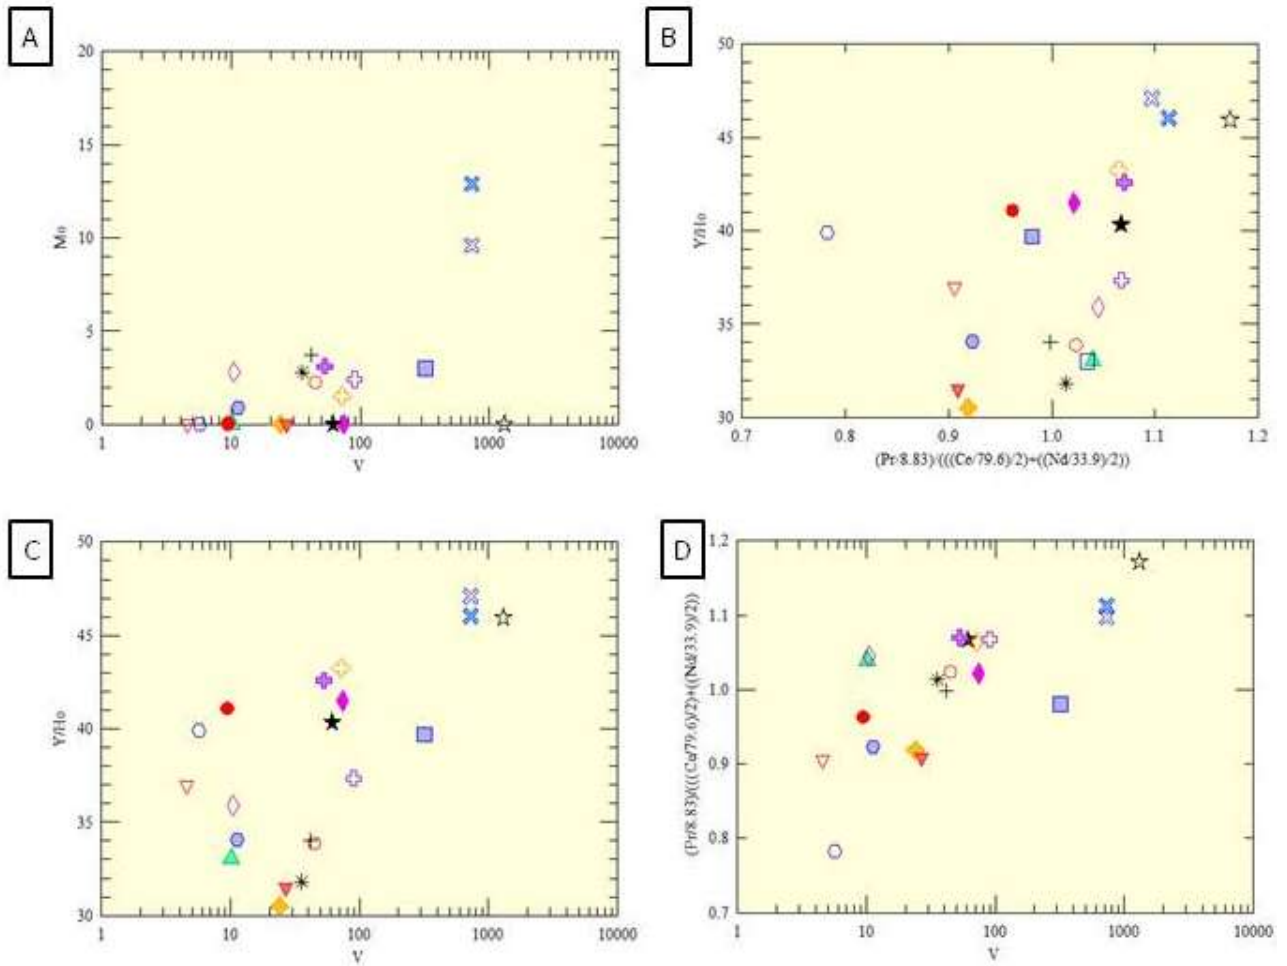 A
20
15
10
5
0
Mo
1 10 100 1000 10000
V
B
50
45
40
35
30
Y/Ho
0.7 0.8 0.9 1.0 1.1 1.2
(Pr/8.83)/(((Ce/79.6)/2)+((Nd/33.9)/2))
C
50
45
40
35
30
Y/Ho
1 10 100 1000 10000
V
D
1.2
1.1
1.0
0.9
0.8
0.7
(Pr/8.83)/(((Ca/79.6)/2)+((Nd/33.9)/2))
1 10 100 1000 10000
V